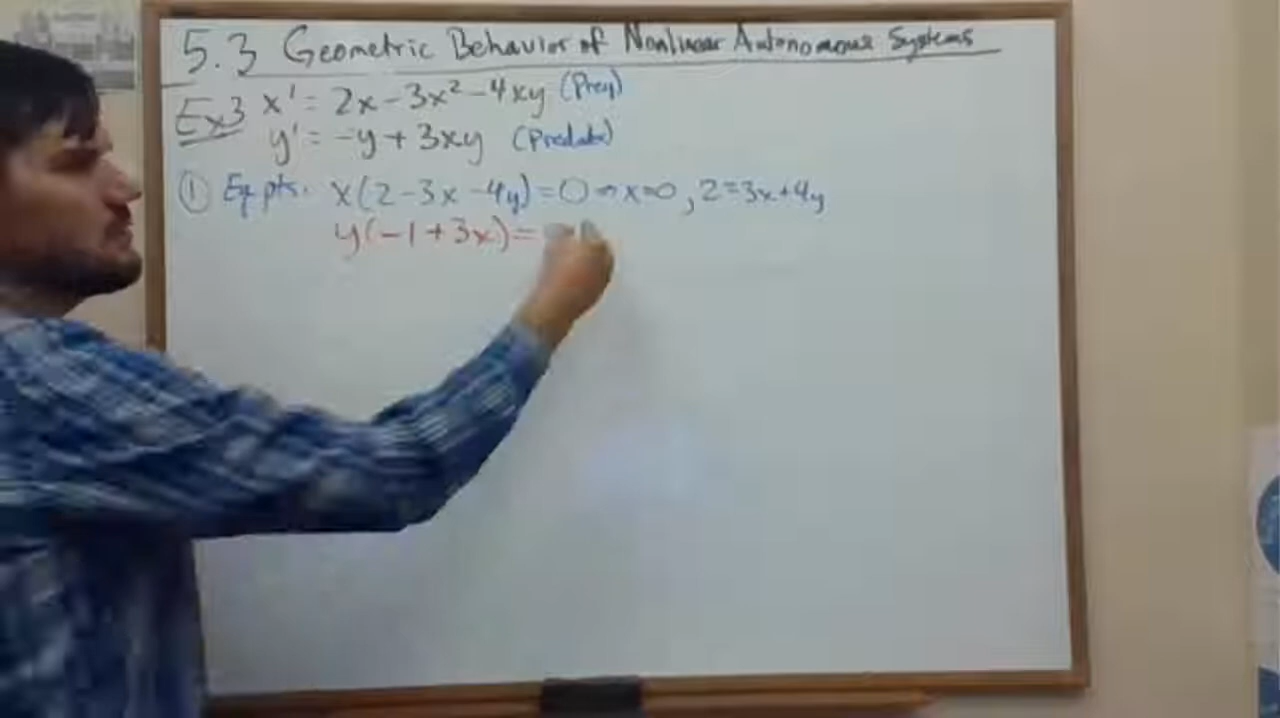 5.3 Geometric Behavior of Nonlinear Autonomous Systems
Ex3 x' = 2x - 3x² - 4xy (Prey)
y' = -y + 3xy (Predator)
① Eq pts. x(2 - 3x - 4y) = 0 ⇒ x=0, 2=3x+4y
y(-1 + 3x) =